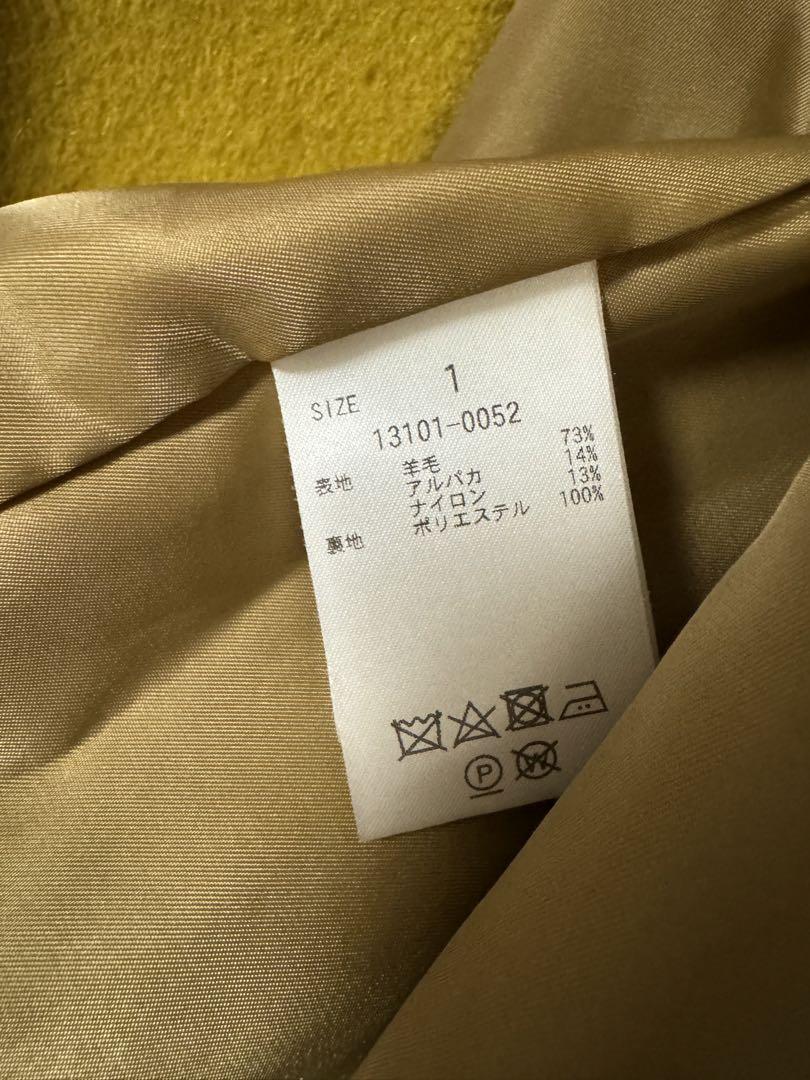 SIZE 1
13101-0052
表地 羊毛 73%
アルパカ 14%
ナイロン 13%
裏地 ポリエステル 100%
P W